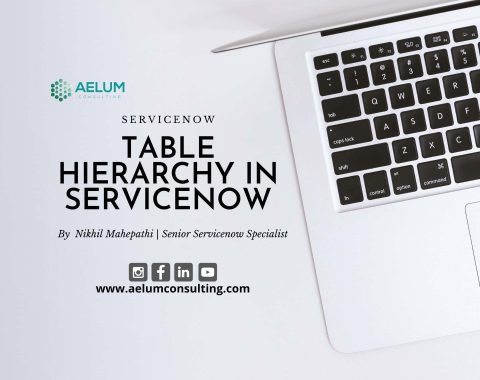 AELUM
CONSULTING
SERVICENOW
TABLE
HIERARCHY IN
SERVICENOW
By Nikhil Mahepathi | Senior Servicenow Specialist
www.aelumconsulting.com
esc
tab
Q W E R
caps lock
A S D F
shift
Z X C
fn control option command